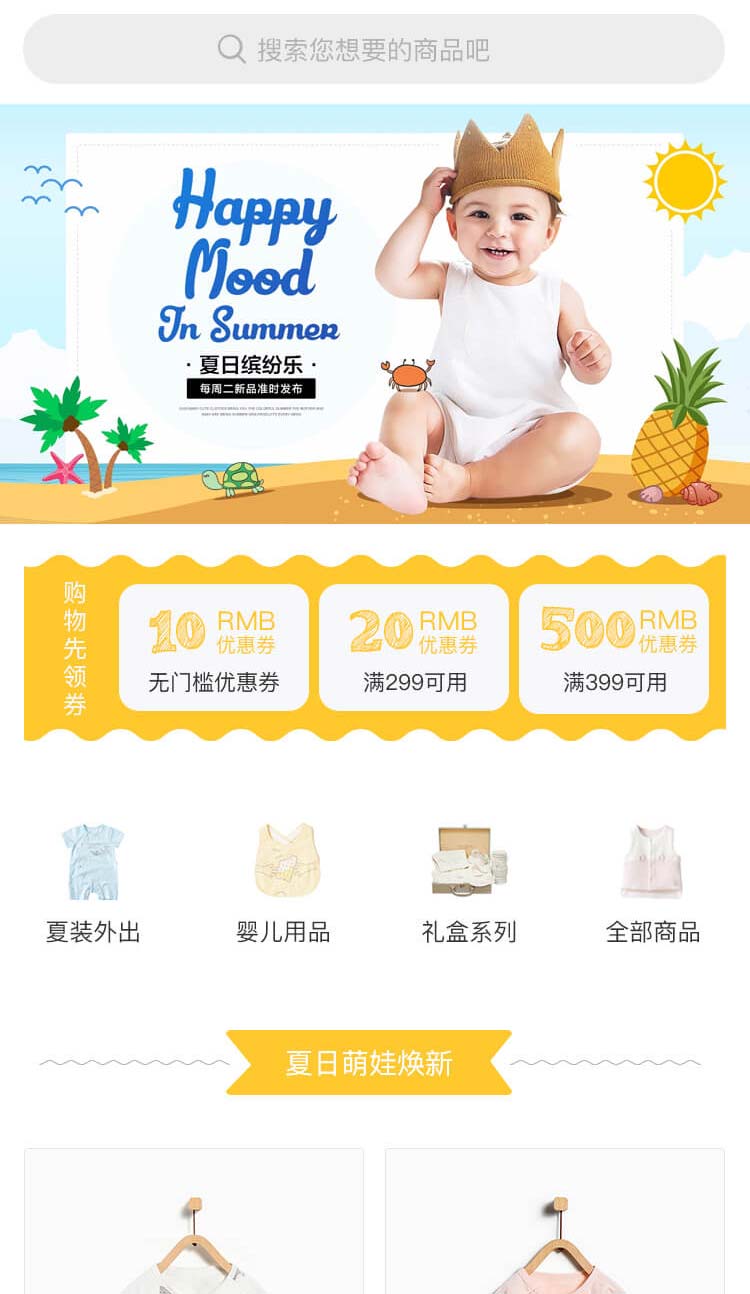 搜索您想要的商品吧
Happy
Mood
In Summer
·夏日缤纷乐·
每周二新品准时发布
购物先领券
10 RMB
优惠券
无门槛优惠券
20 RMB
优惠券
满299可用
500 RMB
优惠券
满399可用
夏装外出
婴儿用品
礼盒系列
全部商品
夏日萌娃焕新